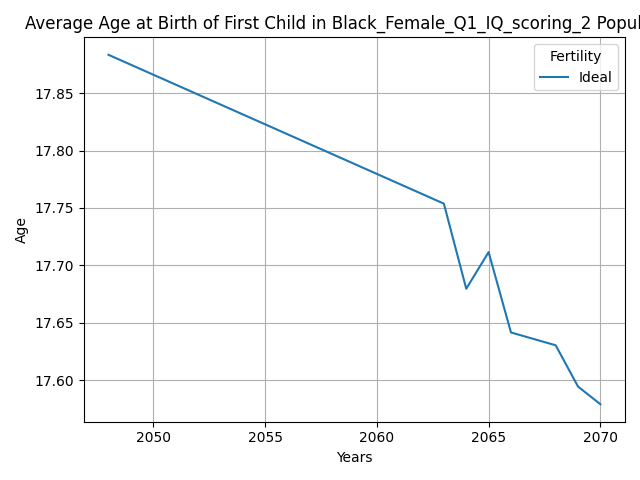 Average Age at Birth of First Child in Black_Female_Q1_IQ_scoring_2 Popul
Fertility
Ideal
17.85
17.80
17.75
17.70
17.65
17.60
Age
2050 2055 2060 2065 2070
Years